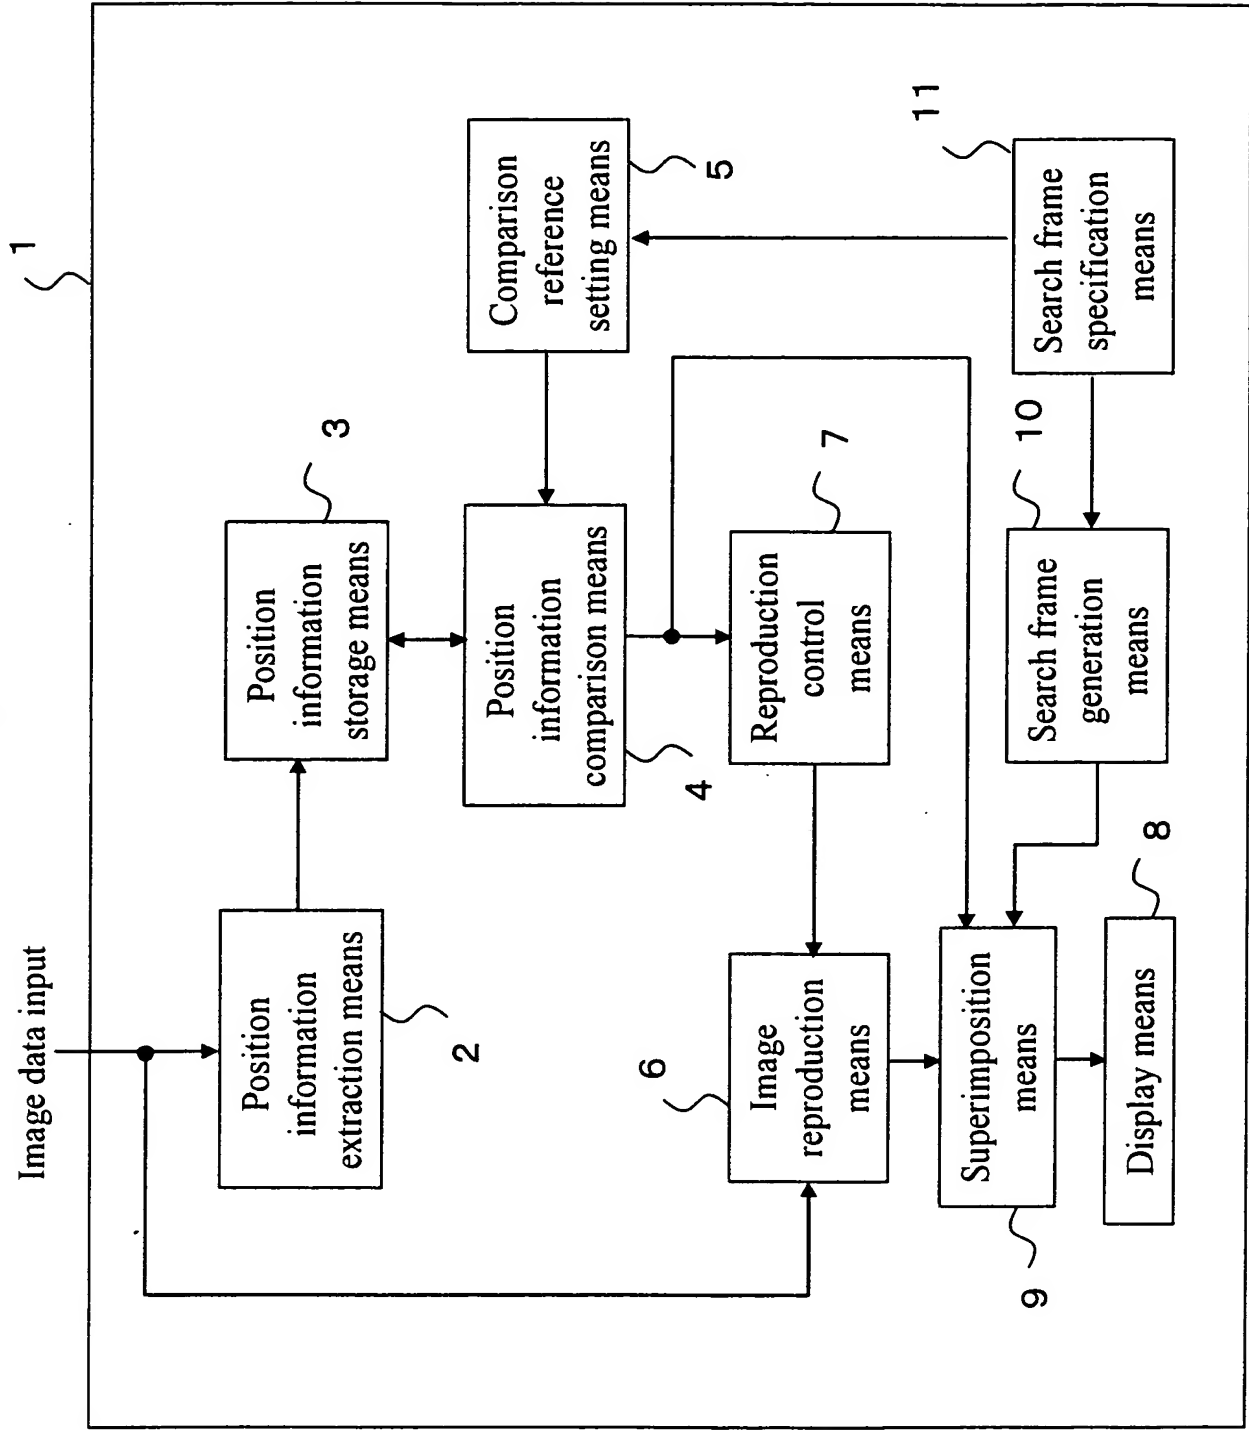 Image data input
1
Position
information
extraction means
2
Position
information
storage means
3
Position
information
comparison means
4
Comparison
reference
setting means
5
Image
reproduction
means
6
Reproduction
control
means
7
Superimposition
means
9
Display means
8
Search frame
generation
means
10
Search frame
specification
means
11